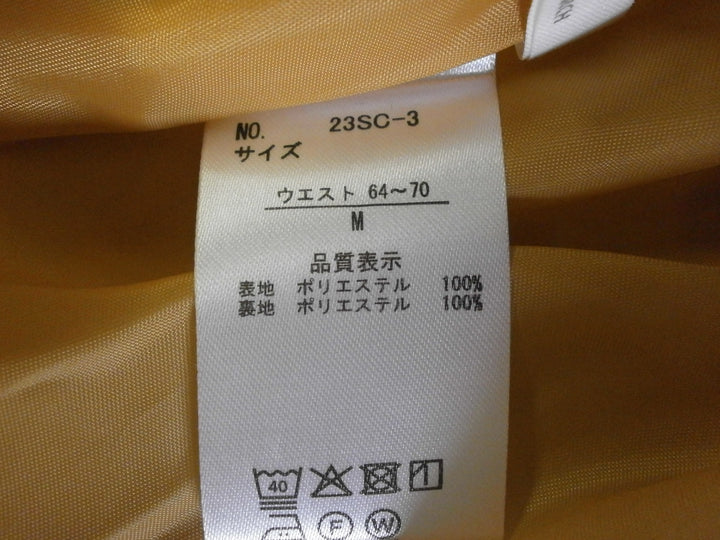 NO. 23SC-3
サイズ
ウエスト 64～70
M
品質表示
表地 ポリエステル 100%
裏地 ポリエステル 100%
40
F W